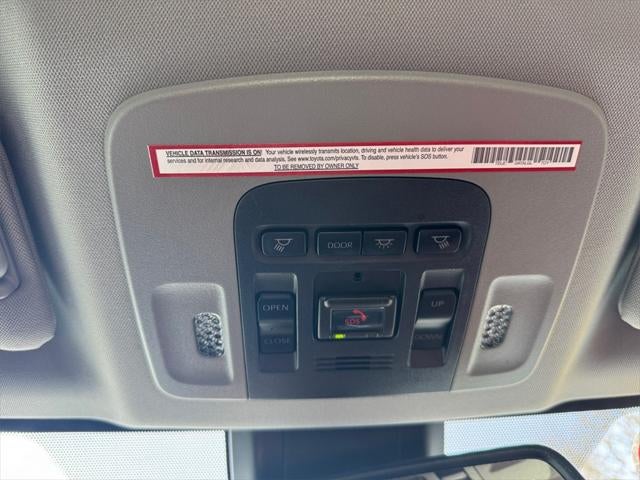 VEHICLE DATA TRANSMISSION IS ON! Your vehicle wirelessly transmits location, driving and vehicle health data to deliver your
services and for internal research and data analysis. See www.toyota.com/privacyvts. To disable, press vehicle's SOS button.
TO BE REMOVED BY OWNER ONLY
DOOR
OPEN
UP
SOS
CLOSE
DOWN